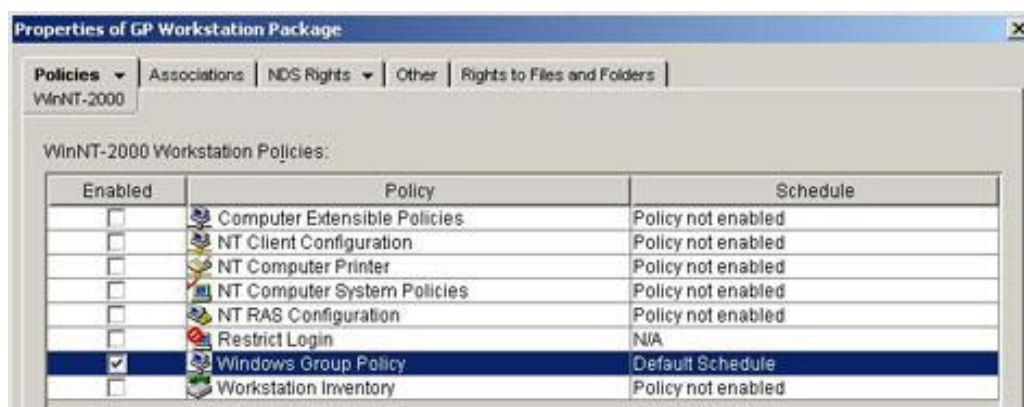 Properties of GP Workstation Package
Policies Associations NDS Rights Other Rights to Files and Folders
WinNT-2000
WinNT-2000 Workstation Policies:
Enabled Policy Schedule
Computer Extensible Policies Policy not enabled
NT Client Configuration Policy not enabled
NT Computer Printer Policy not enabled
NT Computer System Policies Policy not enabled
NT RAS Configuration Policy not enabled
Restrict Login N/A
Windows Group Policy Default Schedule
Workstation Inventory Policy not enabled